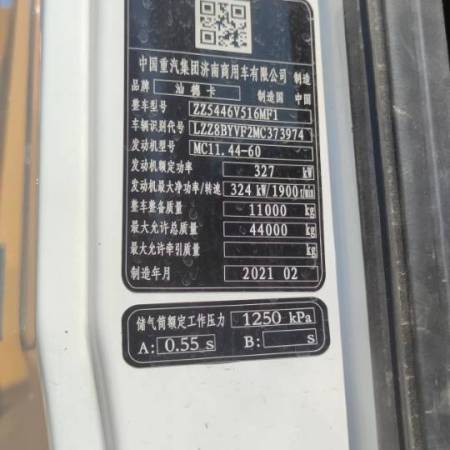 中国重汽集团济南商用车有限公司 制造
品牌 汕德卡 制造国 中国
整车型号 ZZ5446V516MF1
车辆识别代号 LZZ8BYVF2MC373974
发动机型号 MC11.44-60
发动机额定功率 327 kW
发动机最大净功率/转速 324 kW/1900r/min
整车整备质量 11000 kg
最大允许总质量 44000 kg
最大允许牵引质量 kg
制造年月 2021 02
储气筒额定工作压力 1250 kPa
A: 0.55 s B: s